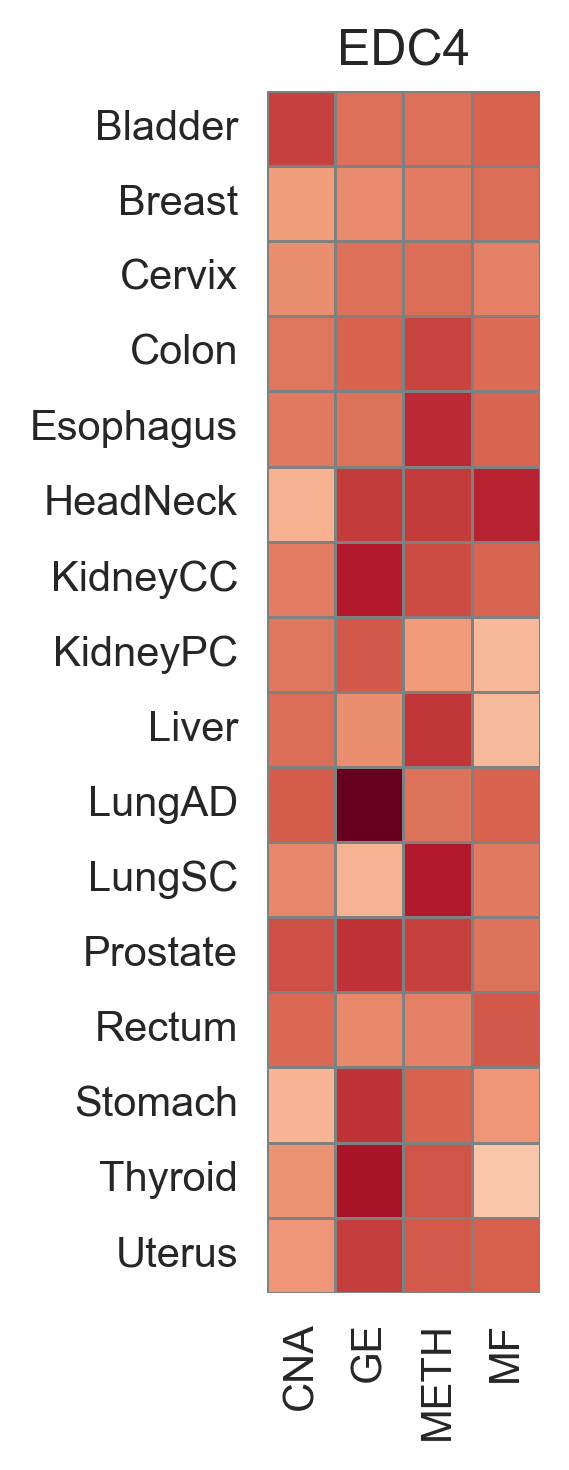 EDC4
Bladder
Breast
Cervix
Colon
Esophagus
HeadNeck
KidneyCC
KidneyPC
Liver
LungAD
LungSC
Prostate
Rectum
Stomach
Thyroid
Uterus
CNA
GE
METH
MF